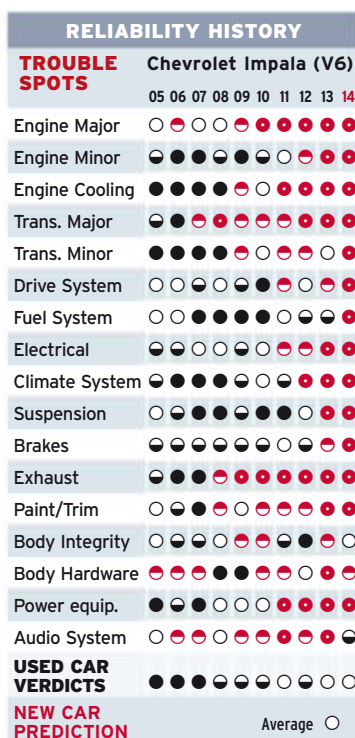 RELIABILITY HISTORY
TROUBLE SPOTS
Chevrolet Impala (V6)
05 06 07 08 09 10 11 12 13 14
Engine Major
Engine Minor
Engine Cooling
Trans. Major
Trans. Minor
Drive System
Fuel System
Electrical
Climate System
Suspension
Brakes
Exhaust
Paint/Trim
Body Integrity
Body Hardware
Power equip.
Audio System
USED CAR
VERDICTS
NEW CAR
PREDICTION
Average